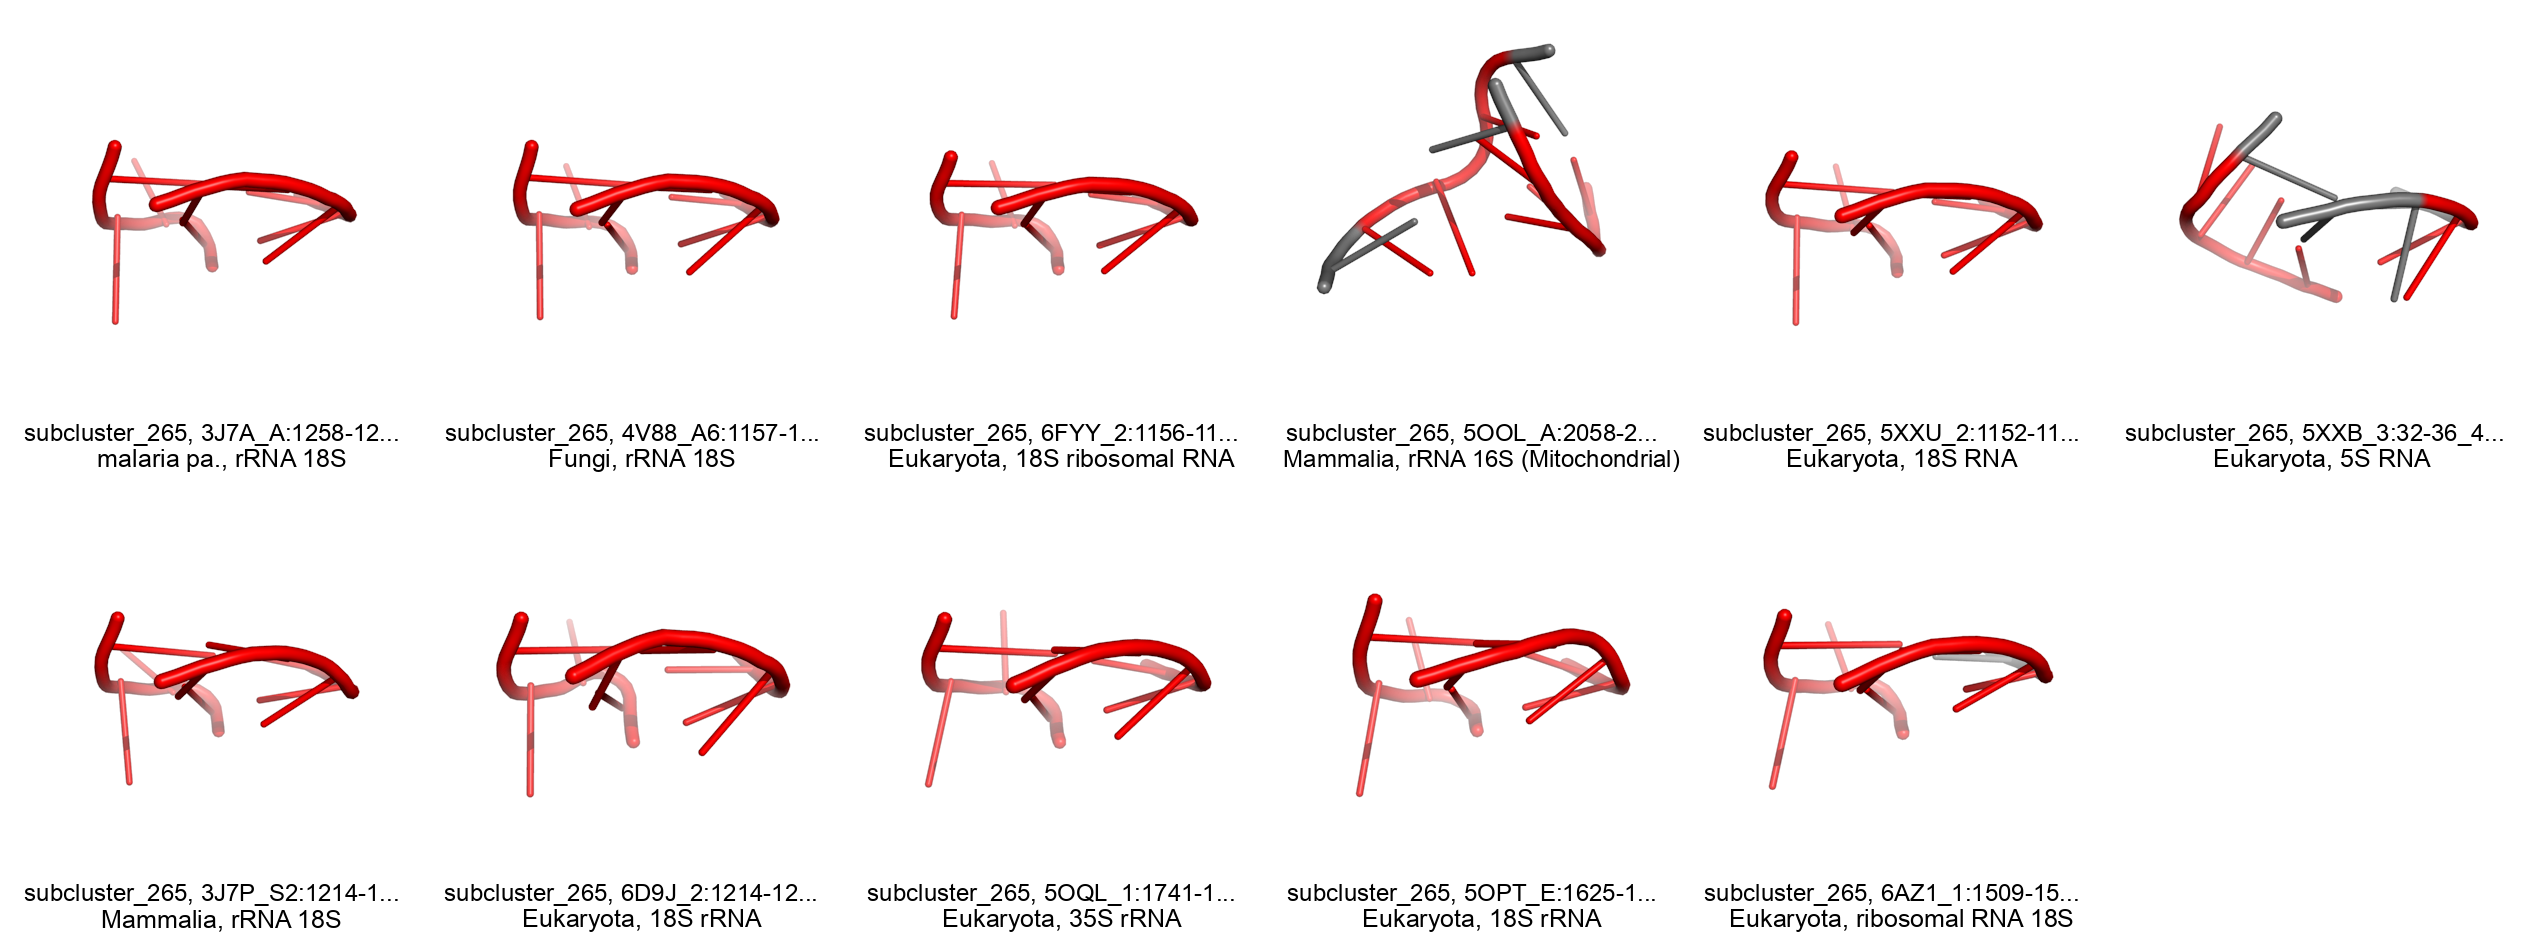 subcluster_265, 3J7A_A:1258-12...
malaria pa., rRNA 18S
subcluster_265, 4V88_A6:1157-1...
Fungi, rRNA 18S
subcluster_265, 6FYY_2:1156-11...
Eukaryota, 18S ribosomal RNA
subcluster_265, 5OOL_A:2058-2...
Mammalia, rRNA 16S (Mitochondrial)
subcluster_265, 5XXU_2:1152-11...
Eukaryota, 18S RNA
subcluster_265, 5XXB_3:32-36_4...
Eukaryota, 5S RNA
subcluster_265, 3J7P_S2:1214-1...
Mammalia, rRNA 18S
subcluster_265, 6D9J_2:1214-12...
Eukaryota, 18S rRNA
subcluster_265, 5OQL_1:1741-1...
Eukaryota, 35S rRNA
subcluster_265, 5OPT_E:1625-1...
Eukaryota, 18S rRNA
subcluster_265, 6AZ1_1:1509-15...
Eukaryota, ribosomal RNA 18S